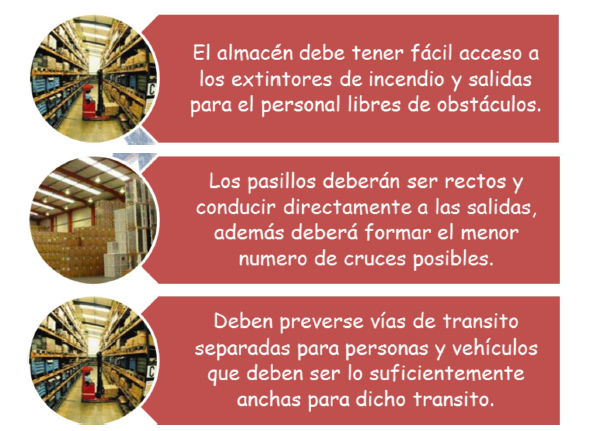 El almacén debe tener fácil acceso a
los extintores de incendio y salidas
para el personal libres de obstáculos.
Los pasillos deberán ser rectos y
conducir directamente a las salidas,
además deberá formar el menor
numero de cruces posibles.
Deben preverse vías de transito
separadas para personas y vehículos
que deben ser lo suficientemente
anchas para dicho transito.